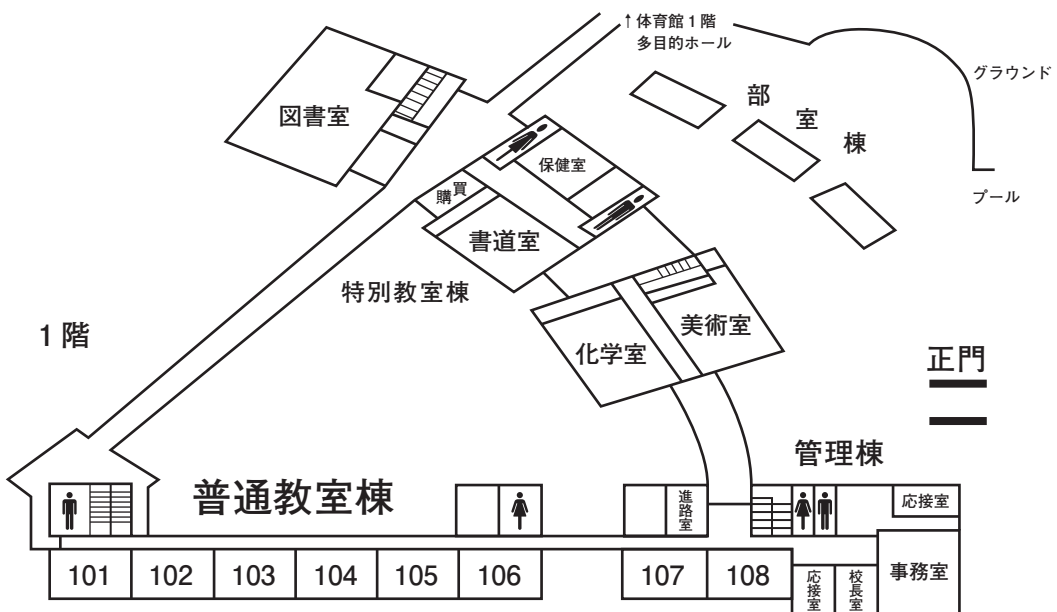 ↑体育館1階
多目的ホール
グラウンド
部室棟
プール
図書室
保健室
購買
書道室
特別教室棟
1階
化学室
美術室
正門
管理棟
普通教室棟
進路室
応接室
101
102
103
104
105
106
107
108
応接室
校長室
事務室